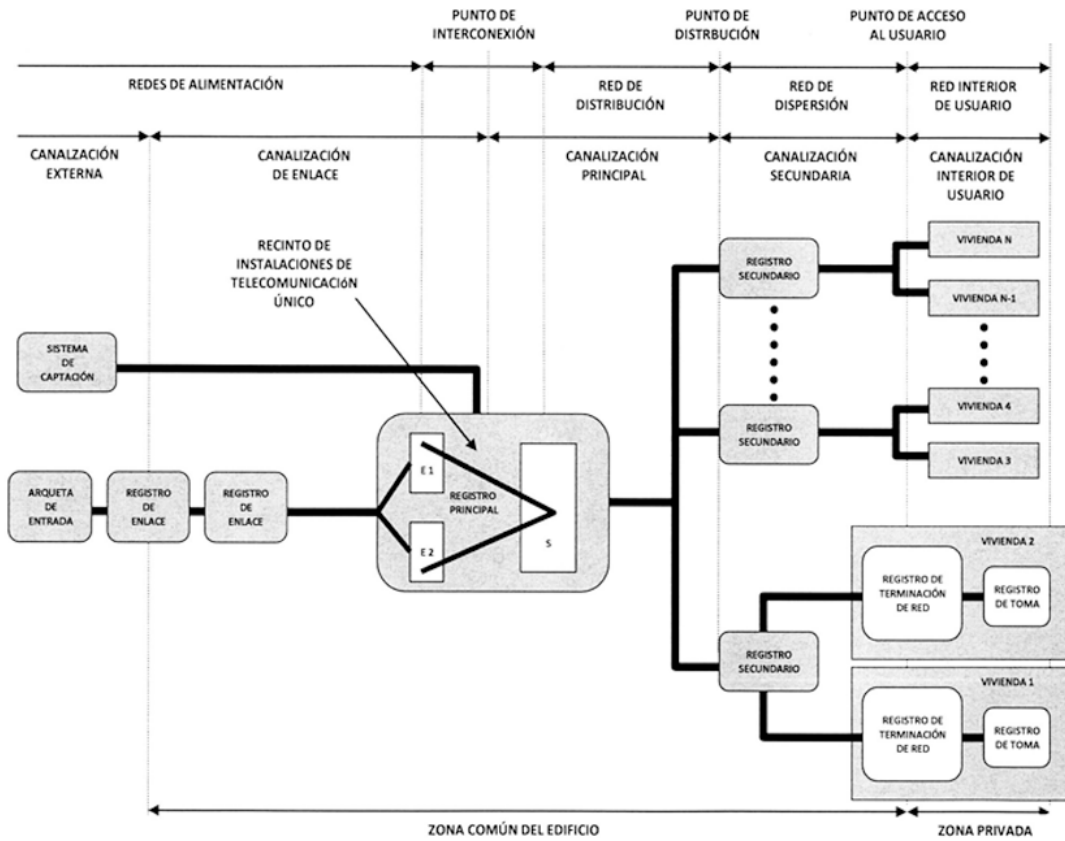 PUNTO DE
INTERCONEXIÓN
PUNTO DE
DISTRBUCIÓN
PUNTO DE ACCESO
AL USUARIO
REDES DE ALIMENTACIÓN
RED DE
DISTRIBUCIÓN
RED DE
DISPERSIÓN
RED INTERIOR
DE USUARIO
CANALZACIÓN
EXTERNA
CANALIZACIÓN
DE ENLACE
CANALIZACIÓN
PRINCIPAL
CANALIZACIÓN
SECUNDARIA
CANALIZACIÓN
INTERIOR DE
USUARIO
RECINTO DE
INSTALACIONES DE
TELECOMUNICACIóN
ÚNICO
REGISTRO
SECUNDARIO
VIVIENDA N
VIVIENDA N-1
SISTEMA
DE
CAPTACIÓN
REGISTRO
SECUNDARIO
VIVIENDA 4
VIVIENDA 3
ARQUETA
DE
ENTRADA
REGISTRO
DE
ENLACE
REGISTRO
DE
ENLACE
E 1
REGISTRO
PRINCIPAL
E 2
S
VIVIENDA 2
REGISTRO DE
TERMINACIÓN
DE RED
REGISTRO
DE TOMA
REGISTRO
SECUNDARIO
VIVIENDA 1
REGISTRO DE
TERMINACIÓN
DE RED
REGISTRO
DE TOMA
ZONA COMÚN DEL EDIFICIO
ZONA PRIVADA